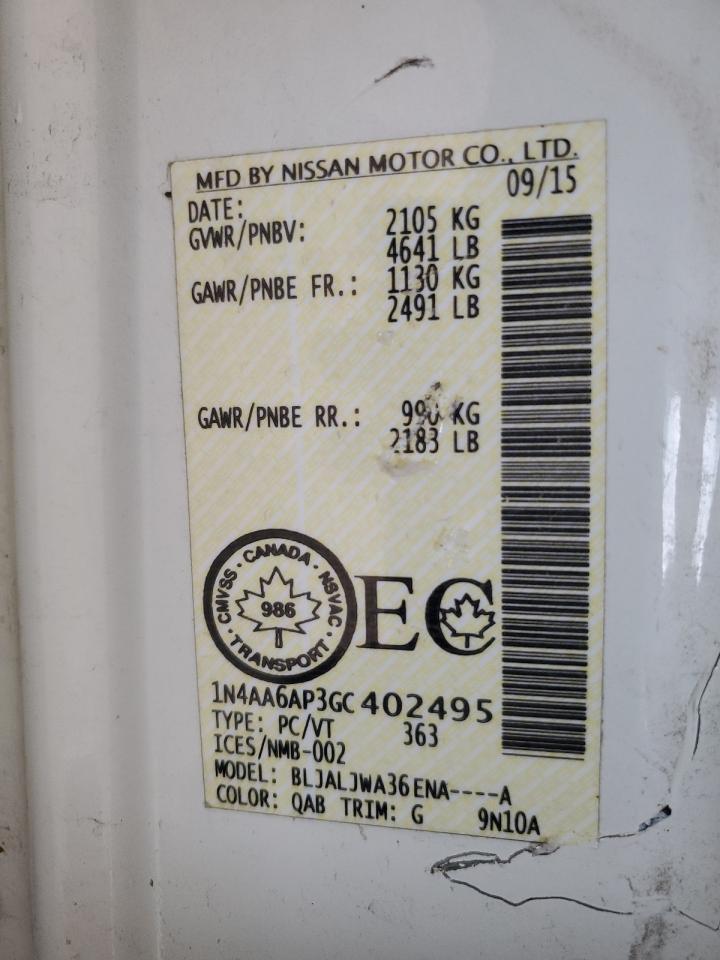 MFD BY NISSAN MOTOR CO., LTD.
DATE: 09/15
GVWR/PNBV: 2105 KG
4641 LB
GAWR/PNBE FR.: 1130 KG
2491 LB
GAWR/PNBE RR.: 990 KG
2183 LB
CANADA · NSVAC · TRANSPORT · CMVSS ·
986
EC
1N4AA6AP3GC402495
TYPE: PC/VT 363
ICES/NMB-002
MODEL: BLJALJWA36ENA----A
COLOR: QAB TRIM: G 9N10A